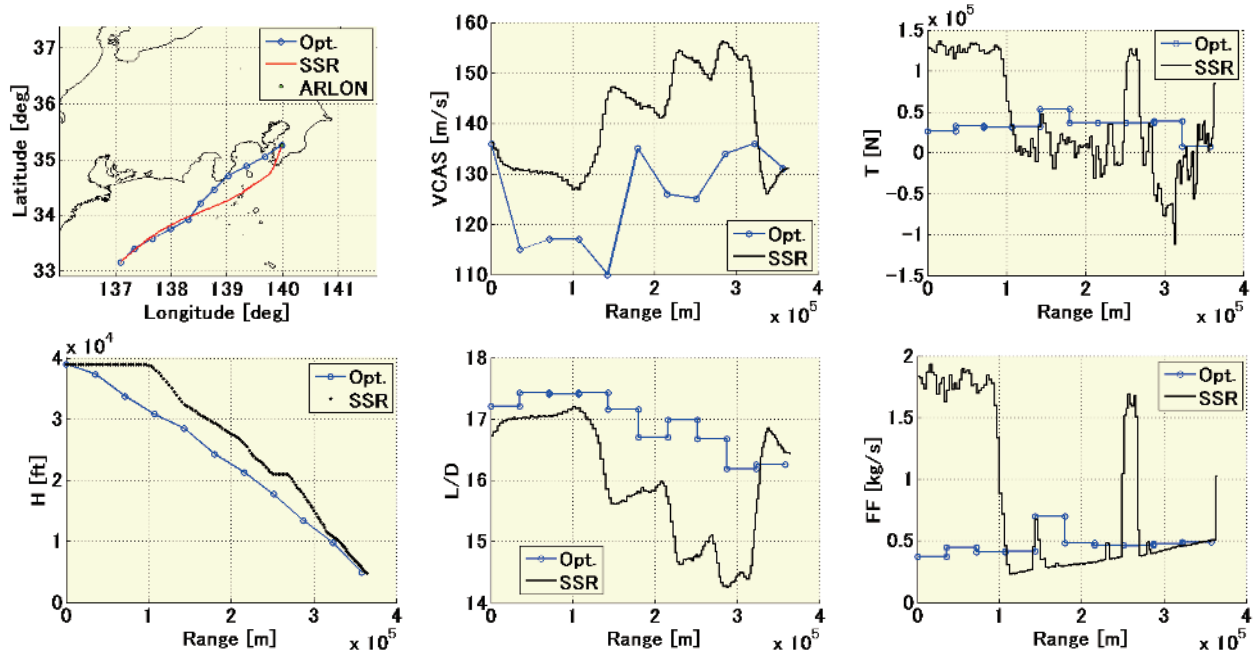 37
36
35
34
33
Latitude [deg]
137 138 139 140 141
Longitude [deg]
Opt.
SSR
ARLON
160
150
140
130
120
110
VCAS [m/s]
0 1 2 3 4
Range [m]
x 10^5
Opt.
SSR
x 10^5
1.5
1
0.5
0
-0.5
-1
-1.5
T [N]
0 1 2 3 4
Range [m]
x 10^5
Opt.
SSR
x 10^4
4
3
2
1
0
H [ft]
0 1 2 3 4
Range [m]
x 10^5
Opt.
SSR
18
17
16
15
14
L/D
0 1 2 3 4
Range [m]
x 10^5
Opt.
SSR
2
1.5
1
0.5
0
FF [kg/s]
0 1 2 3 4
Range [m]
x 10^5
Opt.
SSR